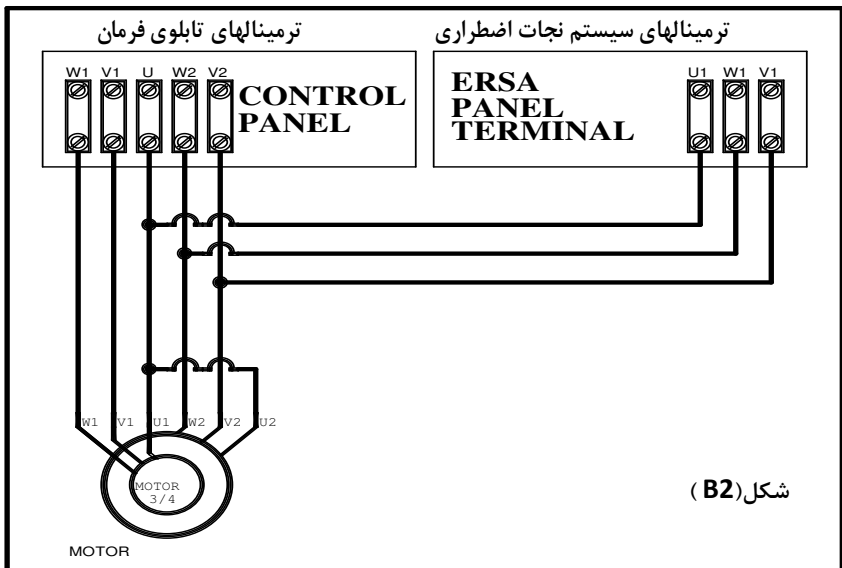 ترمینالهای تابلوی فرمان
ترمینالهای سیستم نجات اضطراری
W1 V1 U W2 V2
CONTROL
PANEL
ERSA
PANEL
TERMINAL
U1 W1 V1
W1 V1 U1 W2 V2 U2
MOTOR
3/4
MOTOR
شکل(B2 )